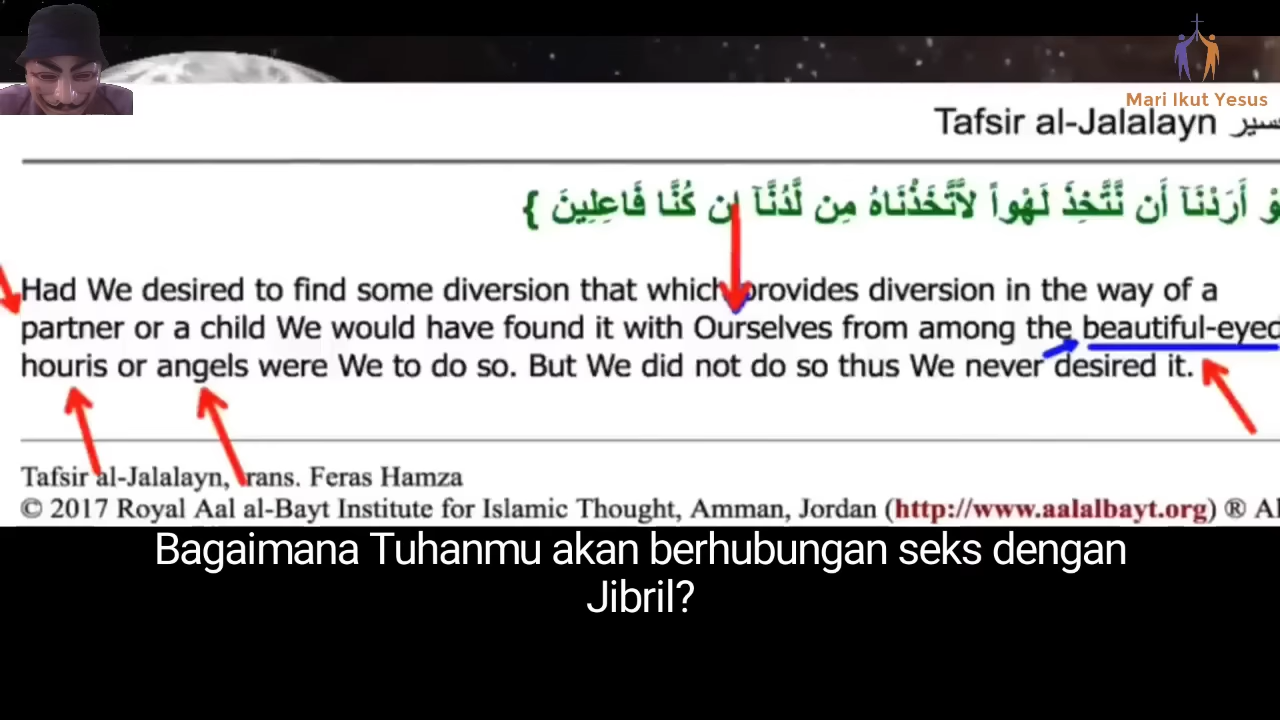 Mari Ikut Yesus
Tafsir al-Jalalayn
أَرَدْنَآ أَن نَّتَّخِذَ لَهْواً لاَّتَّخَذْنَاهُ مِن لَّدُنَّآ إِن كُنَّا فَاعِلِينَ }
Had We desired to find some diversion that which provides diversion in the way of a
partner or a child We would have found it with Ourselves from among the beautiful-eyed
houris or angels were We to do so. But We did not do so thus We never desired it.
Tafsir al-Jalalayn, trans. Feras Hamza
© 2017 Royal Aal al-Bayt Institute for Islamic Thought, Amman, Jordan (http://www.aalalbayt.org) ®
Bagaimana Tuhanmu akan berhubungan seks dengan
Jibril?